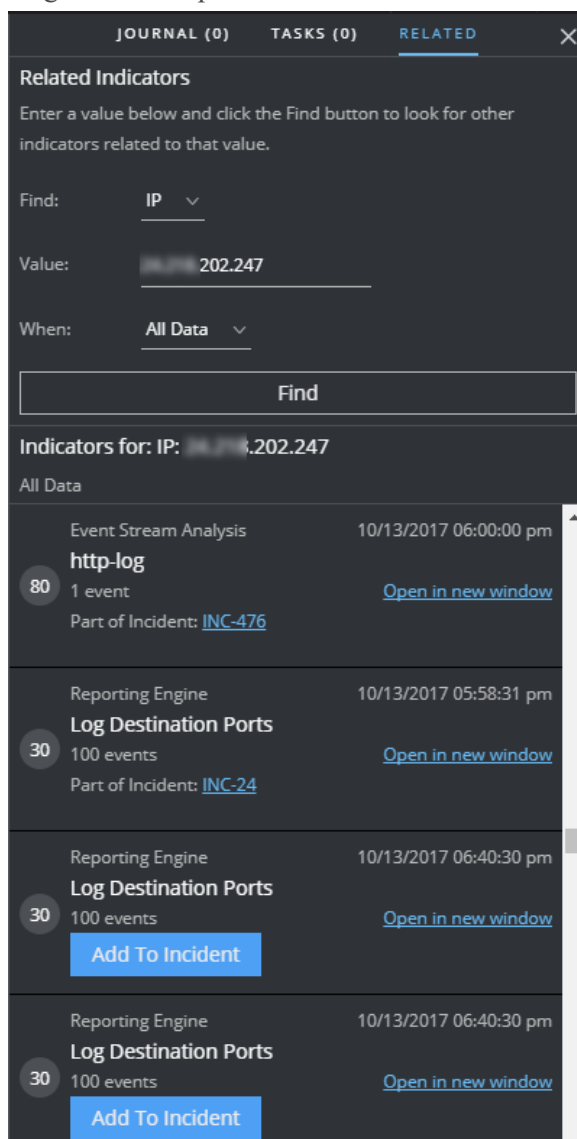 JOURNAL (0) TASKS (0) RELATED
Related Indicators
Enter a value below and click the Find button to look for other
indicators related to that value.
Find: IP
Value: 202.247
When: All Data
Find
Indicators for: IP: .202.247
All Data
Event Stream Analysis 10/13/2017 06:00:00 pm
http-log
80 1 event Open in new window
Part of Incident: INC-476
Reporting Engine 10/13/2017 05:58:31 pm
Log Destination Ports
30 100 events Open in new window
Part of Incident: INC-24
Reporting Engine 10/13/2017 06:40:30 pm
Log Destination Ports
30 100 events Open in new window
Add To Incident
Reporting Engine 10/13/2017 06:40:30 pm
Log Destination Ports
30 100 events Open in new window
Add To Incident